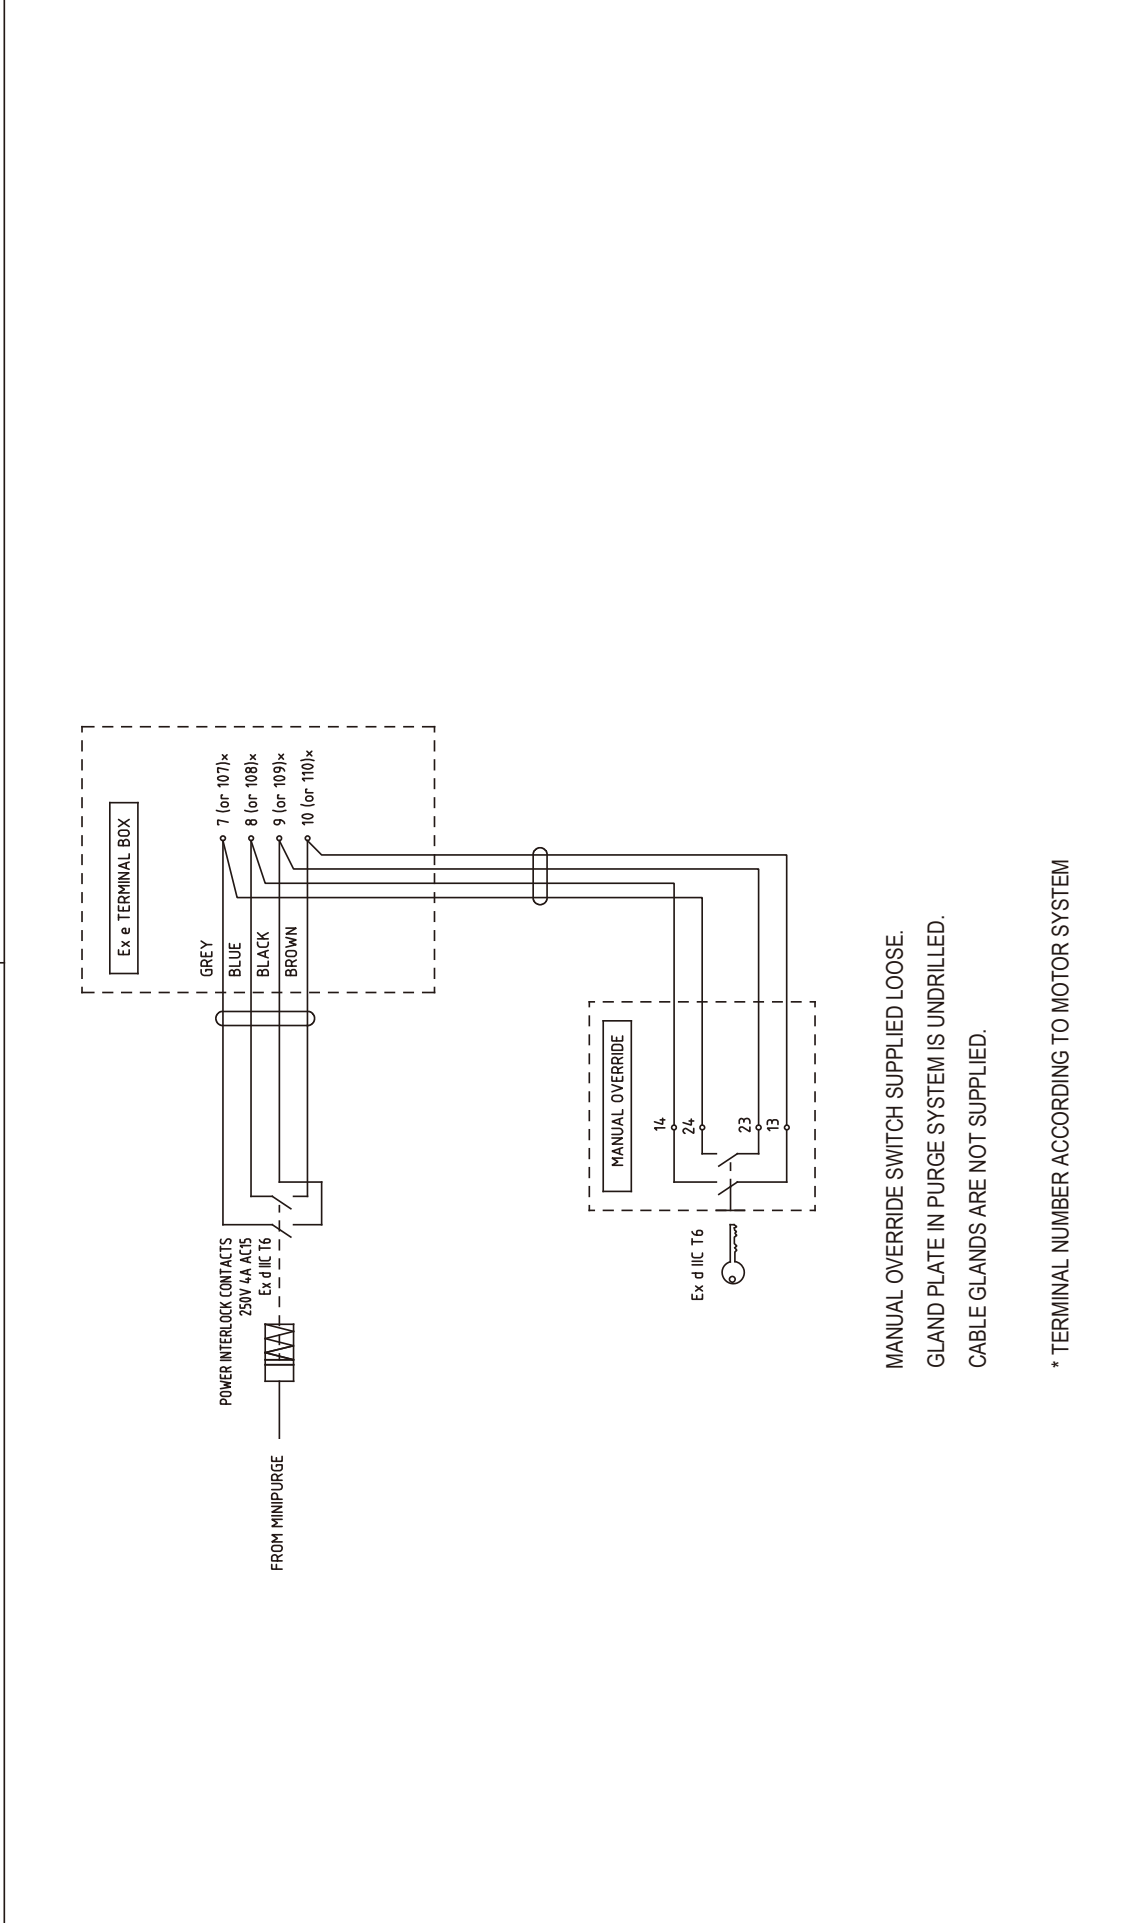 Ex e TERMINAL BOX
GREY
BLUE
BLACK
BROWN
7 (or 107)×
8 (or 108)×
9 (or 109)×
10 (or 110)×
POWER INTERLOCK CONTACTS
250V 4A AC15
Ex d IIC T6
FROM MINIPURGE
MANUAL OVERRIDE
14
24
23
13
Ex d IIC T6
MANUAL OVERRIDE SWITCH SUPPLIED LOOSE.
GLAND PLATE IN PURGE SYSTEM IS UNDRILLED.
CABLE GLANDS ARE NOT SUPPLIED.
* TERMINAL NUMBER ACCORDING TO MOTOR SYSTEM